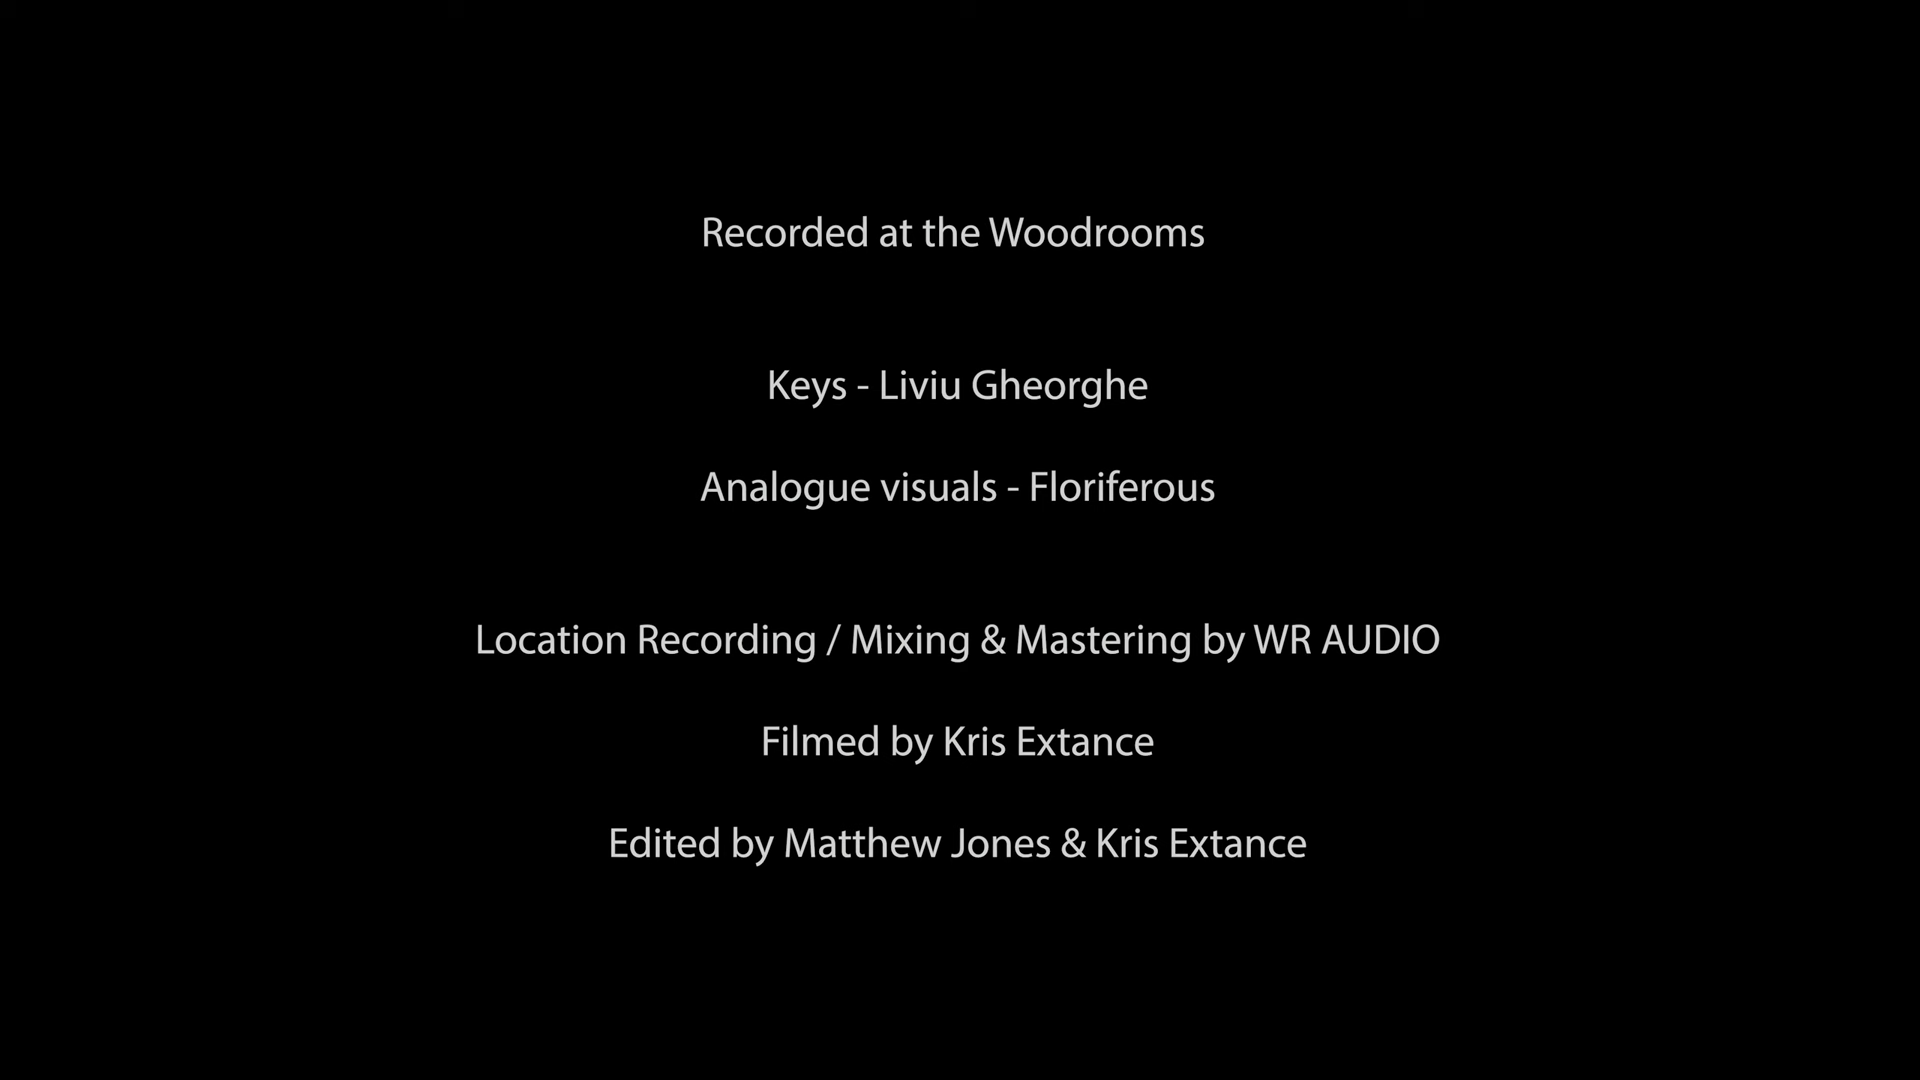 Recorded at the Woodrooms
Keys - Liviu Gheorghe
Analogue visuals - Floriferous
Location Recording / Mixing & Mastering by WR AUDIO
Filmed by Kris Extance
Edited by Matthew Jones & Kris Extance